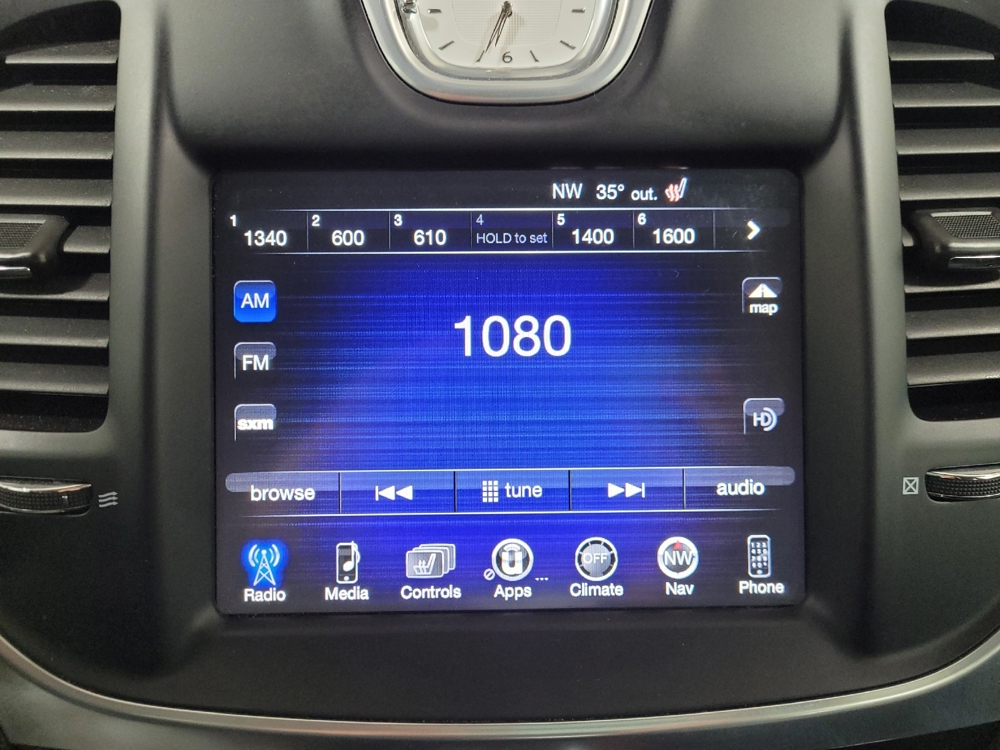 6
NW 35° out.
1 2 3 4 5 6
1340 600 610 HOLD to set 1400 1600
AM
1080
map
FM
sxm
HD
browse tune audio
OFF NW
Radio Media Controls Apps Climate Nav Phone